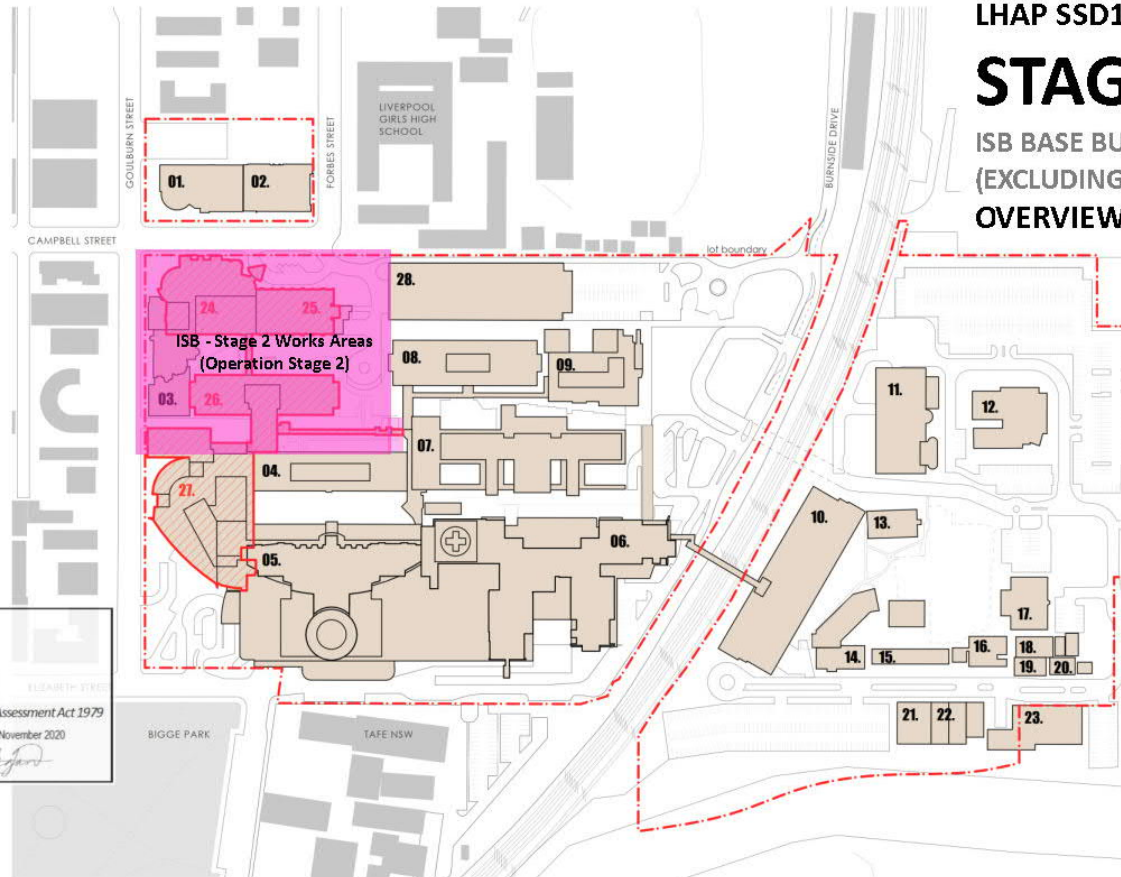 LHAP SSD1
STAG
ISB BASE BU
(EXCLUDING
OVERVIEW
GOULBURN STREET
LIVERPOOL
GIRLS HIGH
SCHOOL
FORBES STREET
BURNSIDE DRIVE
01.
02.
CAMPBELL STREET
lot boundary
24.
25.
28.
ISB - Stage 2 Works Areas
(Operation Stage 2)
08.
09.
03.
26.
11.
12.
07.
04.
27.
10.
13.
05.
06.
17.
14.
15.
16.
18.
19.
20.
ELIZABETH STREET
Assessment Act 1979
November 2020
BIGGE PARK
TAFE NSW
21.
22.
23.